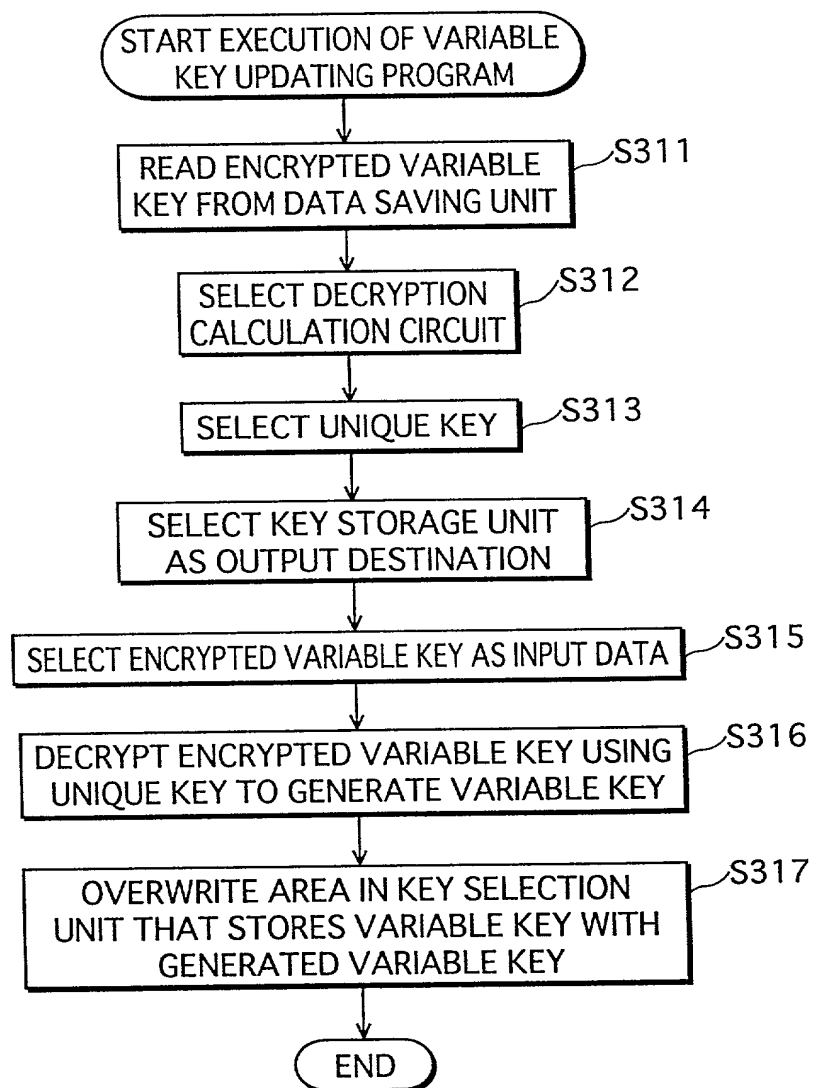 START EXECUTION OF VARIABLE
KEY UPDATING PROGRAM
READ ENCRYPTED VARIABLE
KEY FROM DATA SAVING UNIT
S311
SELECT DECRYPTION
CALCULATION CIRCUIT
S312
SELECT UNIQUE KEY
S313
SELECT KEY STORAGE UNIT
AS OUTPUT DESTINATION
S314
SELECT ENCRYPTED VARIABLE KEY AS INPUT DATA
S315
DECRYPT ENCRYPTED VARIABLE KEY USING
UNIQUE KEY TO GENERATE VARIABLE KEY
S316
OVERWRITE AREA IN KEY SELECTION
UNIT THAT STORES VARIABLE KEY WITH
GENERATED VARIABLE KEY
S317
END